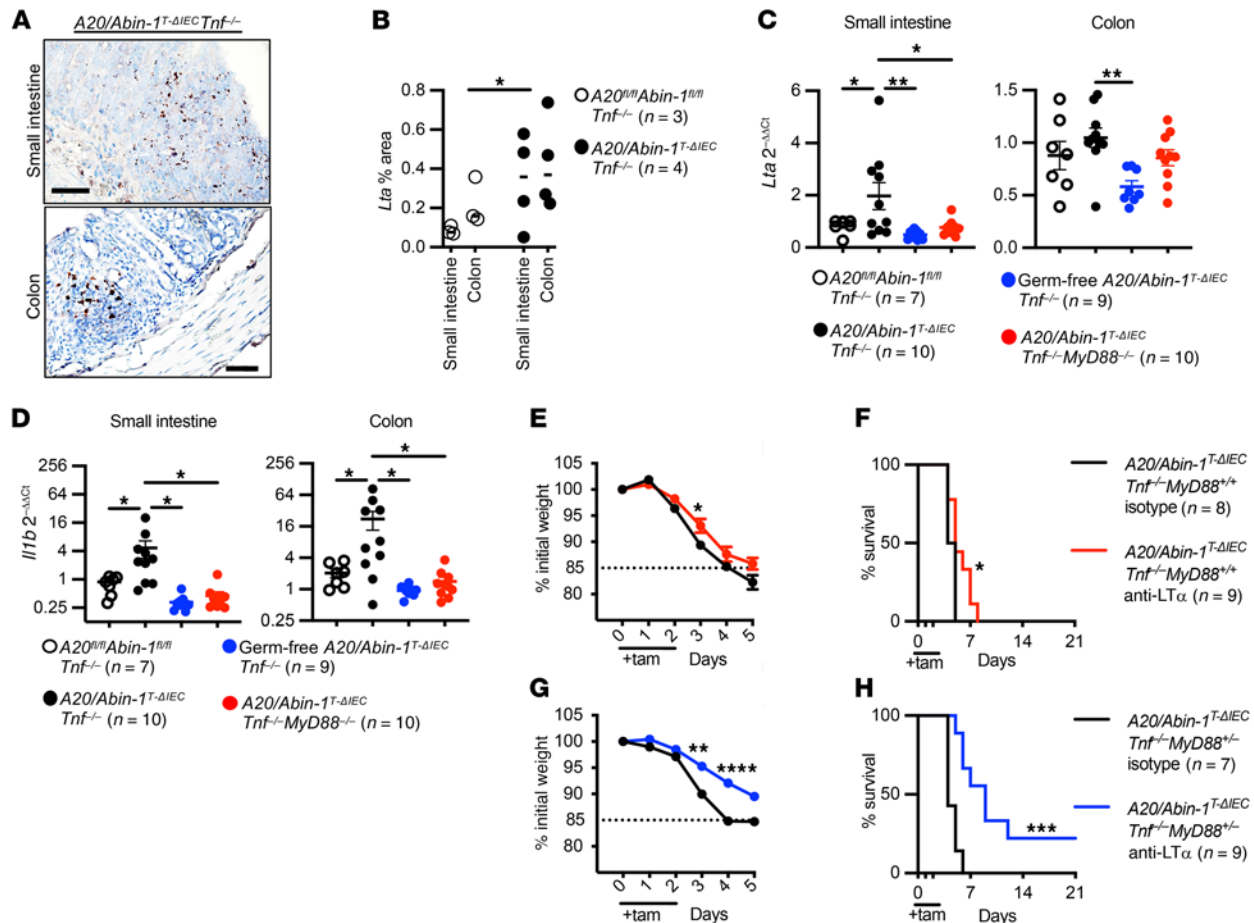 A
A20/Abin-1T-ΔIEC Tnf–/–
Small intestine
Colon
B
Lta % area
0.8
0.6
0.4
0.2
0.0
*
Small intestine
Colon
Small intestine
Colon
A20fl/flAbin-1fl/fl
Tnf–/– (n = 3)
A20/Abin-1T-ΔIEC
Tnf–/– (n = 4)
C
Small intestine
Colon
Lta 2–ΔΔCt
6
4
2
0
*
**
*
1.5
1.0
0.5
0.0
**
A20fl/flAbin-1fl/fl
Tnf–/– (n = 7)
A20/Abin-1T-ΔIEC
Tnf–/– (n = 10)
Germ-free A20/Abin-1T-ΔIEC
Tnf–/– (n = 9)
A20/Abin-1T-ΔIEC
Tnf–/–MyD88–/– (n = 10)
D
Small intestine
Colon
Il1b 2–ΔΔCt
256
64
16
4
1
0.25
*
*
*
256
64
16
4
1
0.25
*
*
*
A20fl/flAbin-1fl/fl
Tnf–/– (n = 7)
A20/Abin-1T-ΔIEC
Tnf–/– (n = 10)
Germ-free A20/Abin-1T-ΔIEC
Tnf–/– (n = 9)
A20/Abin-1T-ΔIEC
Tnf–/–MyD88–/– (n = 10)
E
% initial weight
105
100
95
90
85
80
*
0 1 2 3 4 5
+tam Days
F
% survival
100
50
0
*
0 7 14 21
+tam Days
A20/Abin-1T-ΔIEC
Tnf–/–MyD88+/+
isotype (n = 8)
A20/Abin-1T-ΔIEC
Tnf–/–MyD88+/+
anti-LTα (n = 9)
G
% initial weight
105
100
95
90
85
80
**
****
0 1 2 3 4 5
+tam Days
H
% survival
100
50
0
***
0 7 14 21
+tam Days
A20/Abin-1T-ΔIEC
Tnf–/–MyD88+/–
isotype (n = 7)
A20/Abin-1T-ΔIEC
Tnf–/–MyD88+/–
anti-LTα (n = 9)